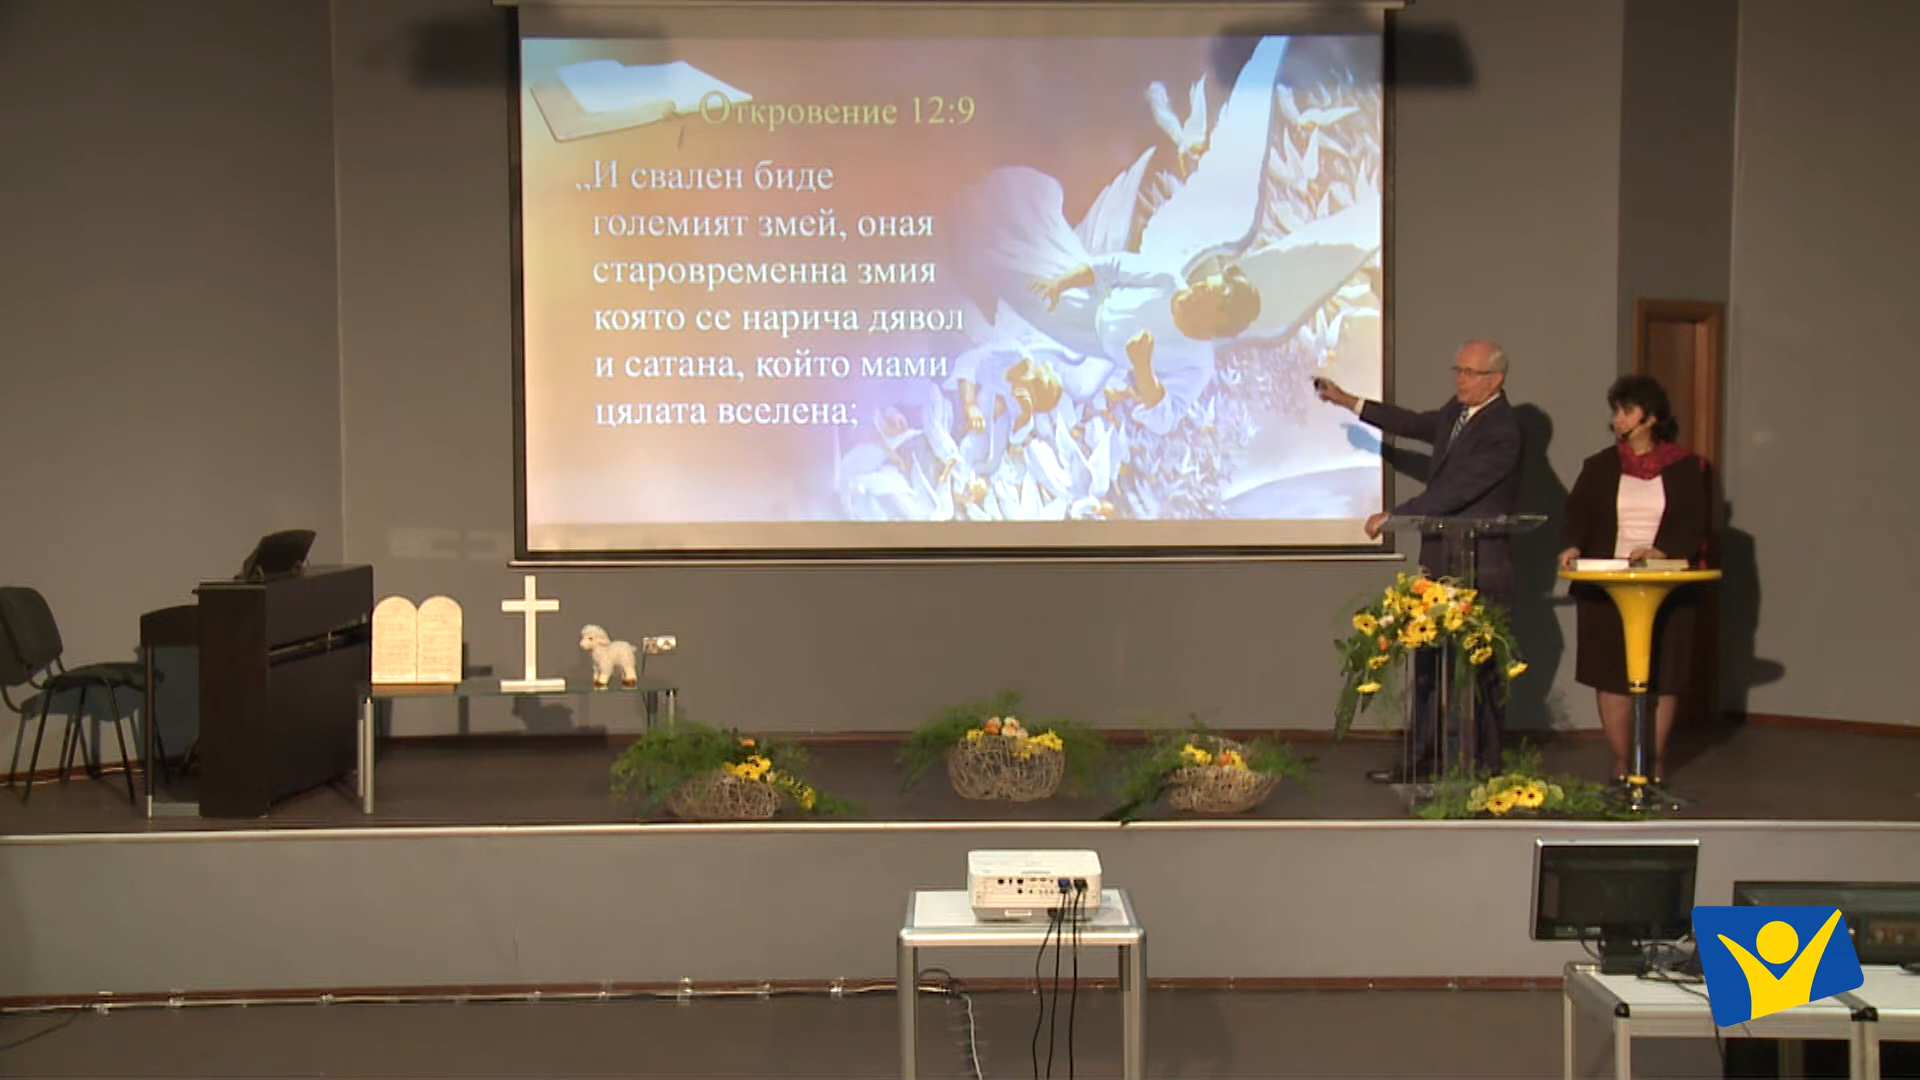 Откровение 12:9
„И свален биде
големият змей, оная
старовременна змия
която се нарича дявол
и сатана, който мами
цялата вселена;